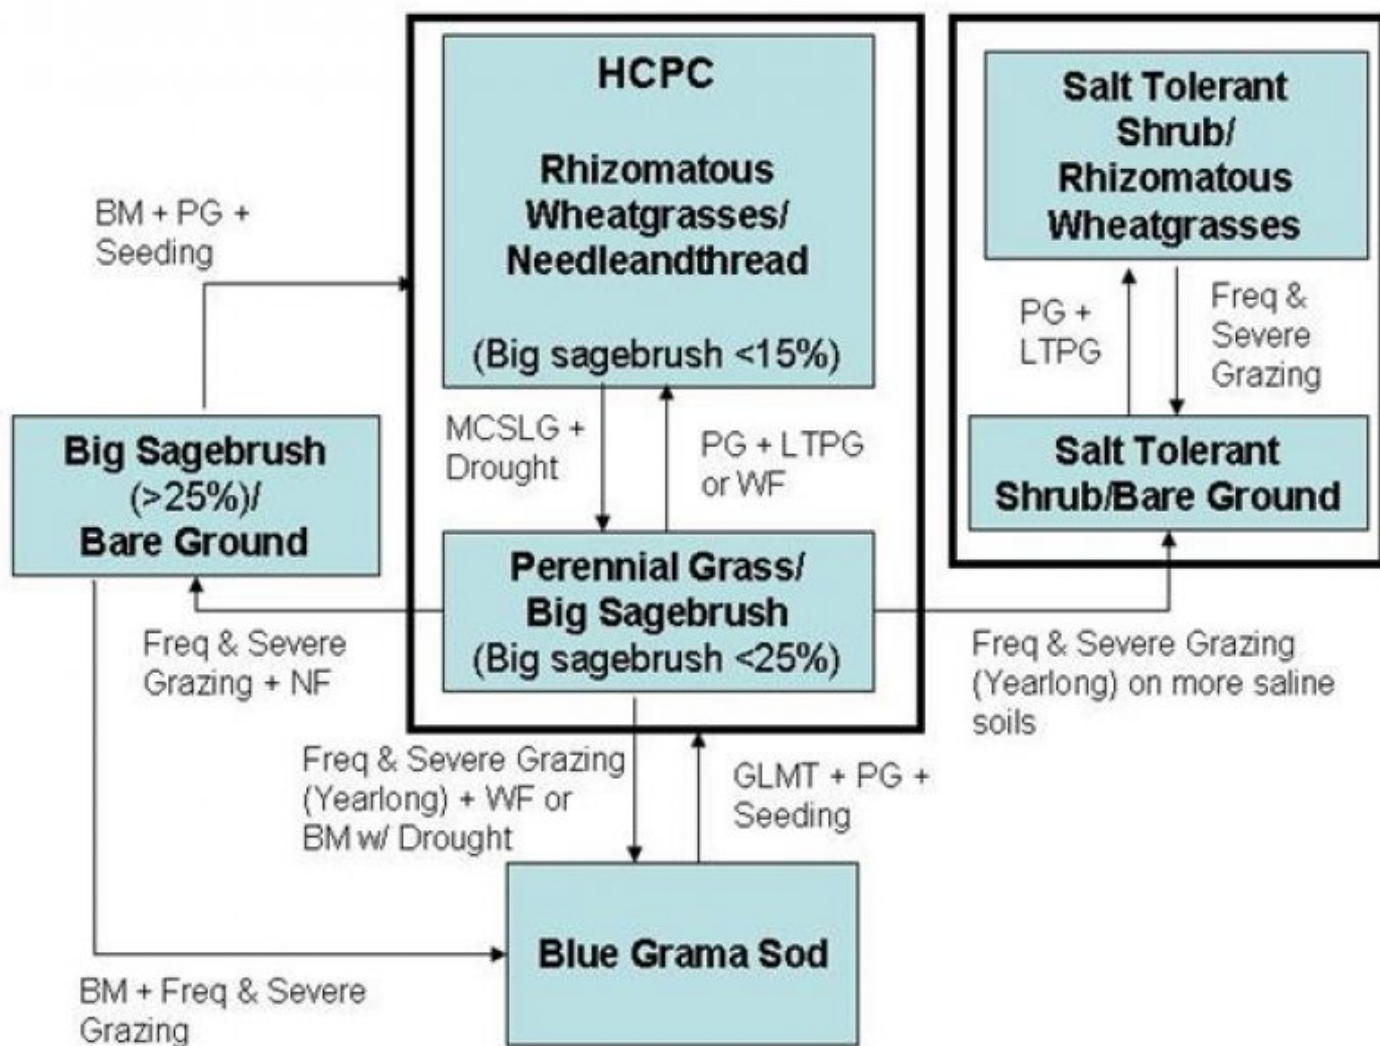 HCPC
Rhizomatous
Wheatgrasses/
Needleandthread
(Big sagebrush <15%)
Salt Tolerant
Shrub/
Rhizomatous
Wheatgrasses
BM + PG +
Seeding
PG +
LTPG
Freq &
Severe
Grazing
MCSLG +
Drought
PG + LTPG
or WF
Big Sagebrush
(>25%)/
Bare Ground
Salt Tolerant
Shrub/Bare Ground
Perennial Grass/
Big Sagebrush
(Big sagebrush <25%)
Freq & Severe
Grazing + NF
Freq & Severe Grazing
(Yearlong) on more saline
soils
Freq & Severe Grazing
(Yearlong) + WF or
BM w/ Drought
GLMT + PG +
Seeding
Blue Grama Sod
BM + Freq & Severe
Grazing